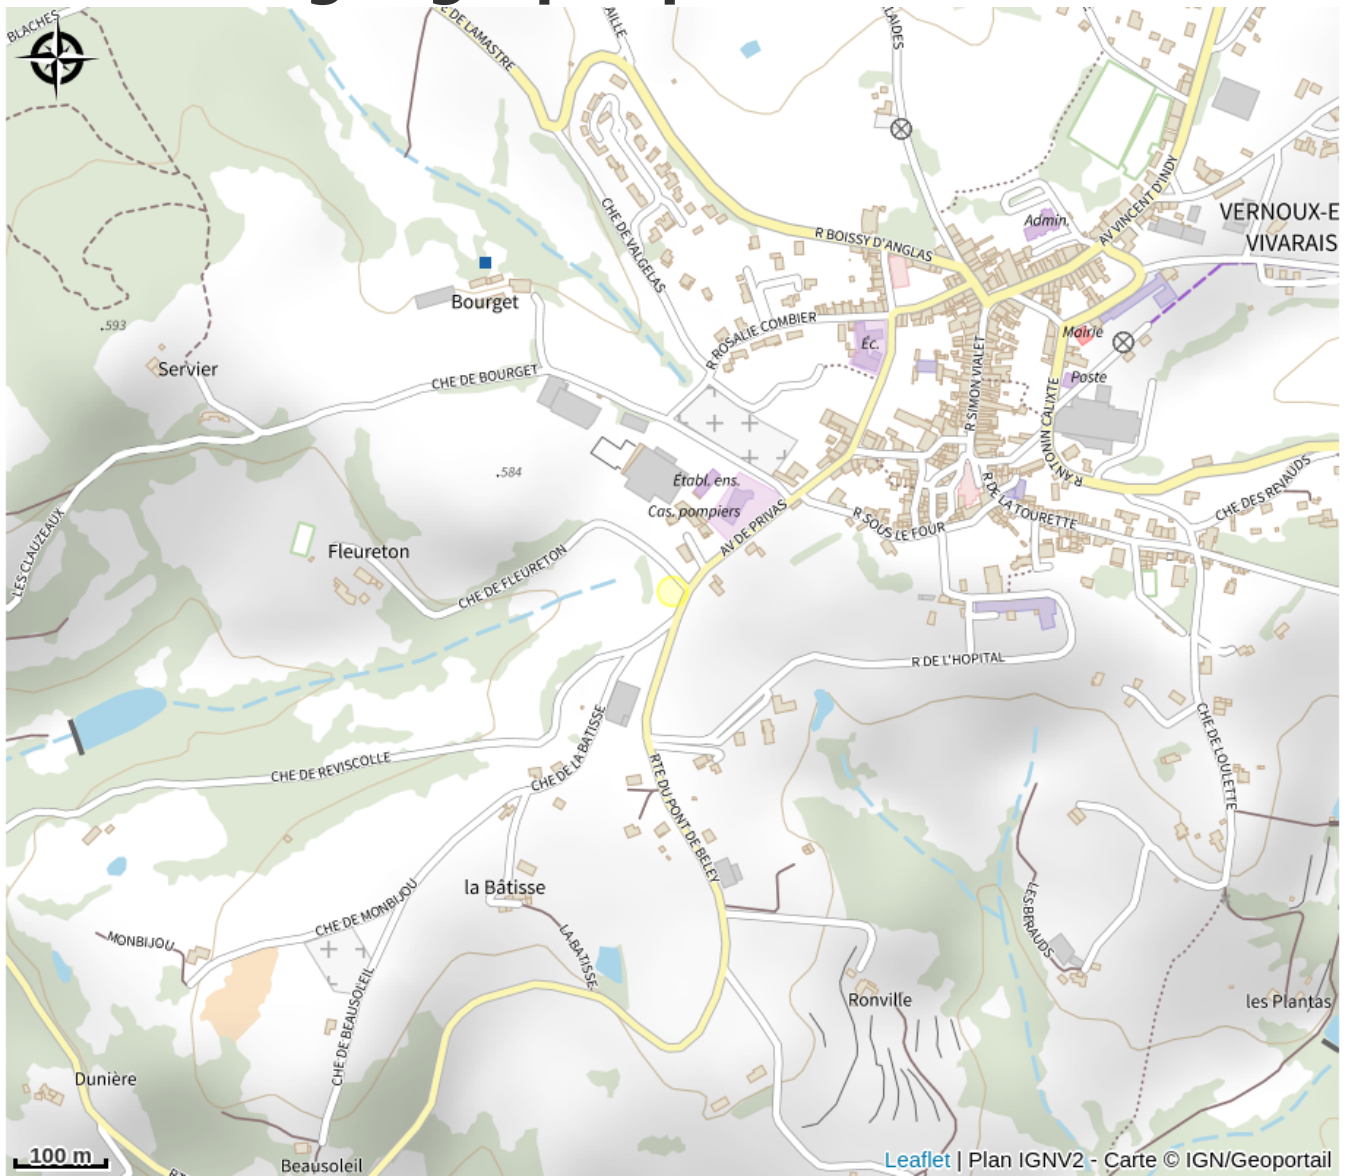 BLACHES
E DE LAMASTRE
AILLE
LAIDES
CHE DE VALGELAS
R BOISSY D'ANGLAS
Admin.
AV VINCENT D'INDY
VERNOUX-E
VIVARAIS
Bourget
.593
Servier
CHE DE BOURGET
R ROSALIE COMBIER
Éc.
Mairie
Poste
R SIMON VIALET
R ANTONIN CALIXTE
.584
Établ. ens.
Cas. pompiers
AV DE PRIVAS
R SOUS LE FOUR
R DE LA TOURETTE
CHE DES REVAUDS
LES CLAUZEAUX
Fleureton
CHE DE FLEURETON
R DE L'HOPITAL
CHE DE REVISCOLLE
CHE DE LA BATISSE
RTE DU PONT DE BELEY
CHE DE LOULETTE
la Bâtisse
CHE DE MONBIJOU
MONBIJOU
LA BATISSE
LES BERAUDS
CHE DE BEAUSOLEIL
Ronville
les Plantas
Dunière
Beausoleil
100 m
Leaflet | Plan IGNV2 - Carte © IGN/Geoportail